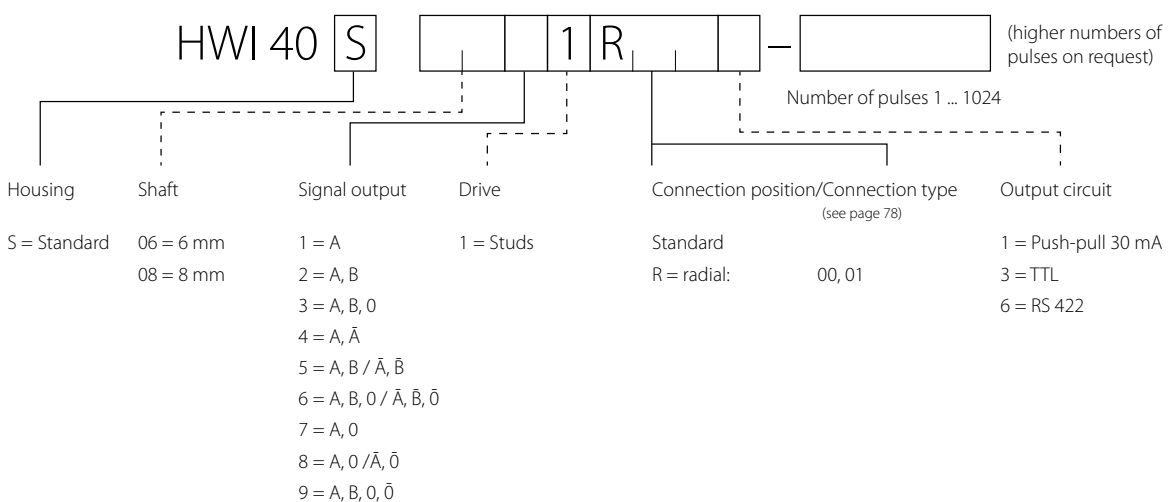 HWI 40 S 1 R – (higher numbers of
pulses on request)
Number of pulses 1 ... 1024
Housing Shaft Signal output Drive Connection position/Connection type Output circuit
(see page 78)
S = Standard 06 = 6 mm 1 = A 1 = Studs Standard 1 = Push-pull 30 mA
08 = 8 mm 2 = A, B R = radial: 00, 01 3 = TTL
3 = A, B, 0 6 = RS 422
4 = A, Ā
5 = A, B / Ā, B̄
6 = A, B, 0 / Ā, B̄, 0̄
7 = A, 0
8 = A, 0 /Ā, 0̄
9 = A, B, 0, 0̄